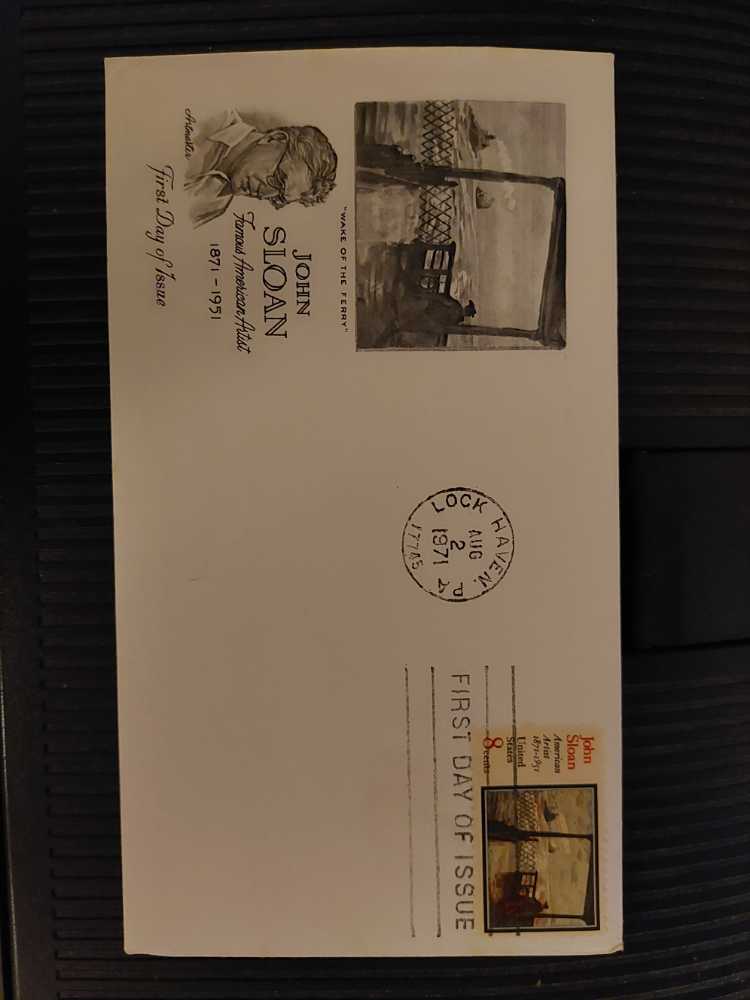 "WAKE OF THE FERRY"
Artmaster
JOHN
SLOAN
Famous American Artist
1871-1951
First Day of Issue
LOCK HAVEN, PA
AUG
2
1971
17745
FIRST DAY OF ISSUE
John
Sloan
American
Artist
1871-1951
United
States
8 cents